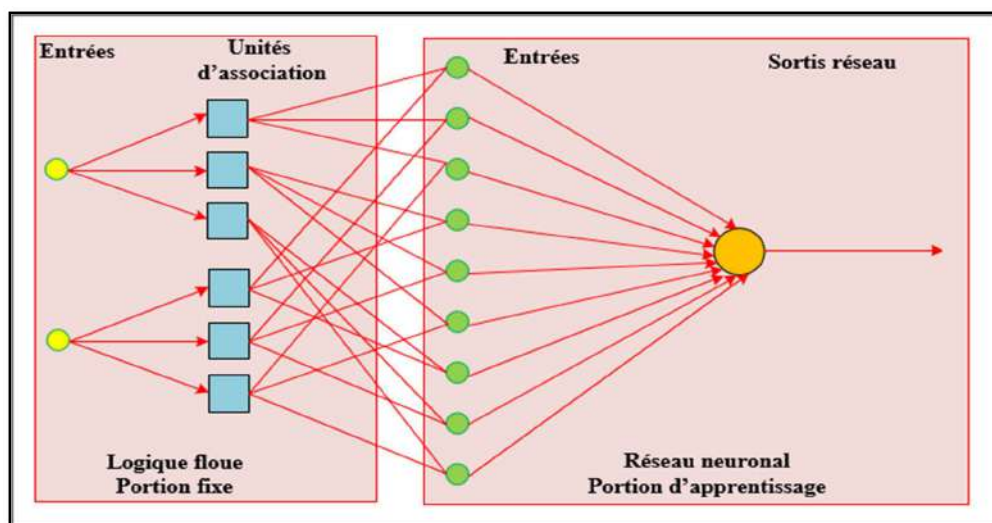 Entrées
Unités
d’association
Entrées
Sortis réseau
Logique floue
Portion fixe
Réseau neuronal
Portion d’apprentissage